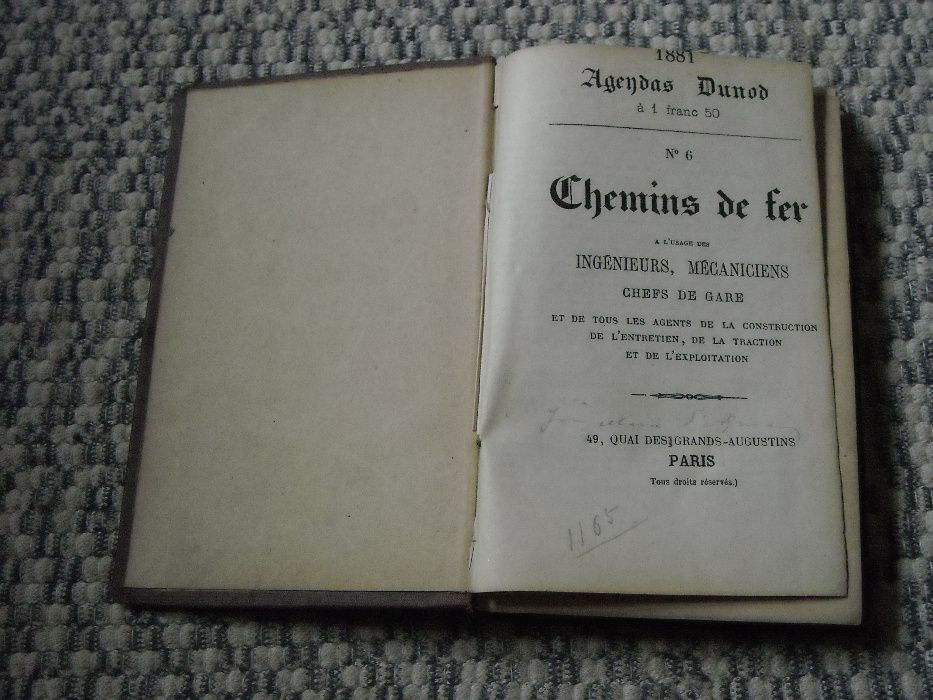 1881
Agendas Dunod
à 1 franc 50
Nº 6
Chemins de fer
A L'USAGE DES
INGÉNIEURS, MÉCANICIENS
CHEFS DE GARE
ET DE TOUS LES AGENTS DE LA CONSTRUCTION
DE L'ENTRETIEN, DE LA TRACTION
ET DE L'EXPLOITATION
49, QUAI DES GRANDS-AUGUSTINS
PARIS
Tous droits réservés.)
1165